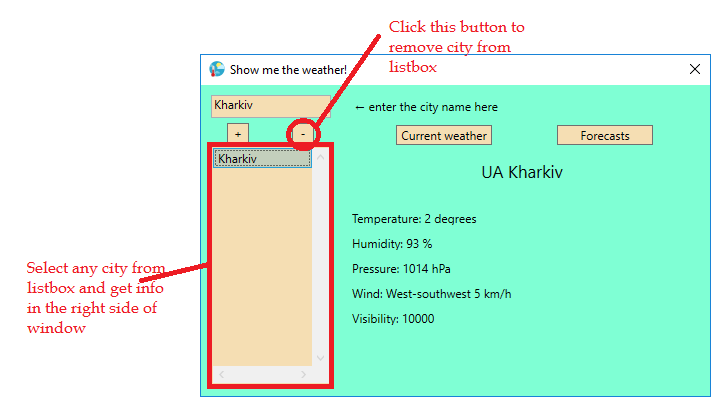 Click this button to
remove city from
listbox
Show me the weather!
Kharkiv
← enter the city name here
+
-
Current weather
Forecasts
Kharkiv
UA Kharkiv
Temperature: 2 degrees
Humidity: 93 %
Pressure: 1014 hPa
Wind: West-southwest 5 km/h
Visibility: 10000
Select any city from
listbox and get info
in the right side of
window